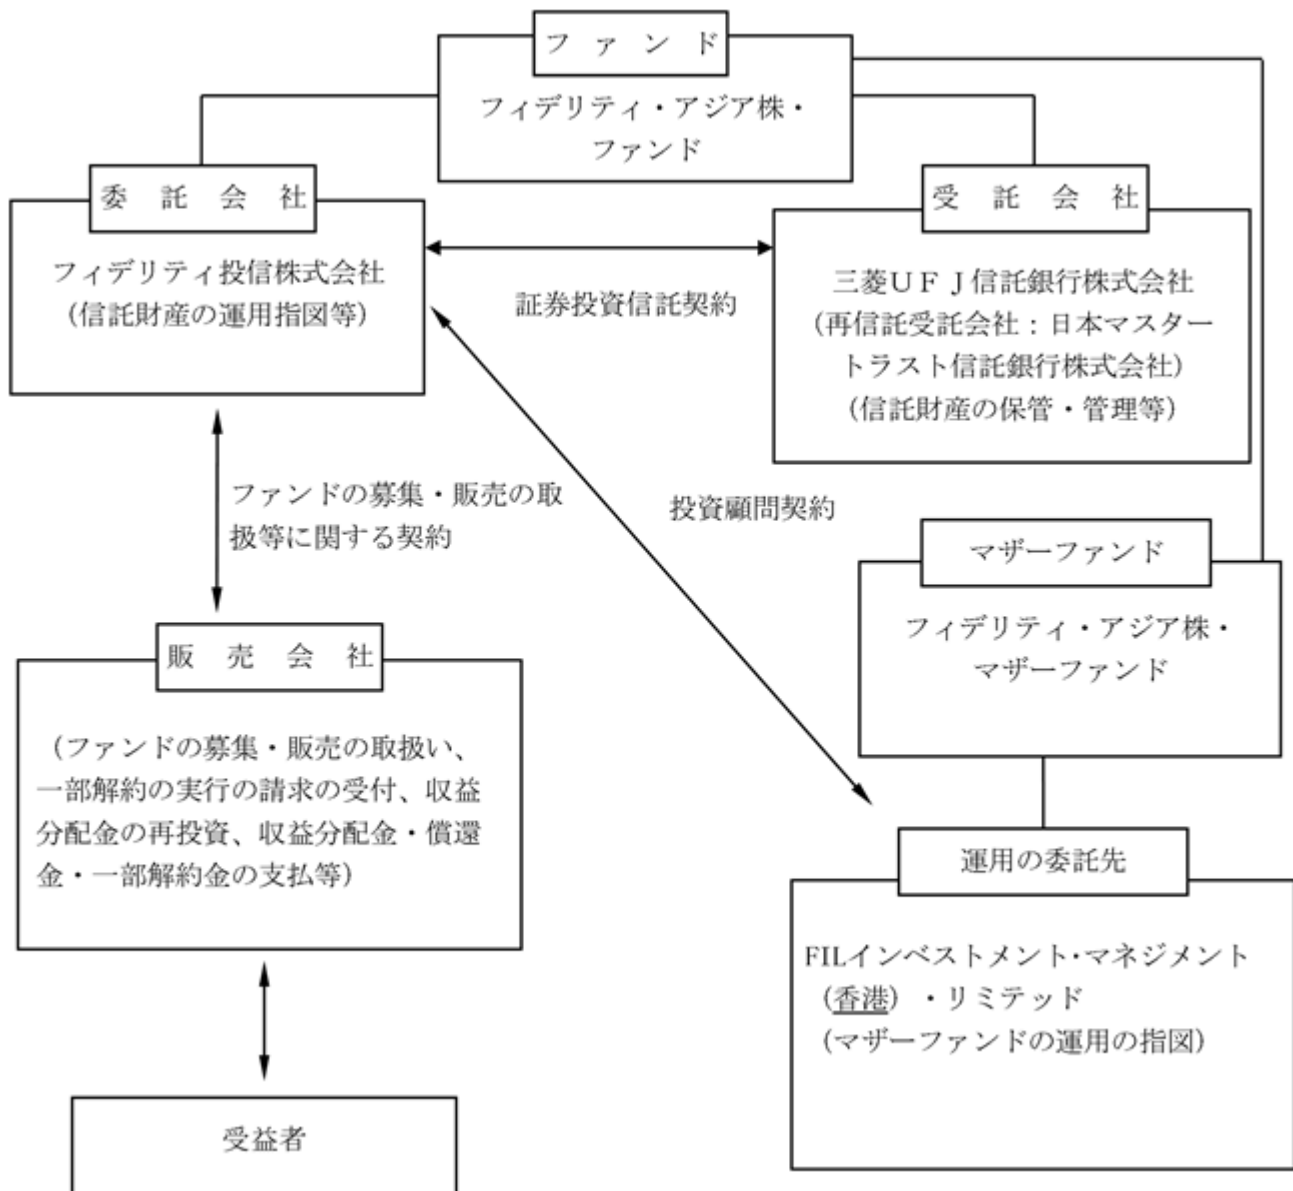 ファンド
フィデリティ・アジア株・
ファンド
委託会社
フィデリティ投信株式会社
(信託財産の運用指図等)
証券投資信託契約
受託会社
三菱ＵＦＪ信託銀行株式会社
(再信託受託会社：日本マスター
トラスト信託銀行株式会社)
(信託財産の保管・管理等)
ファンドの募集・販売の取
扱等に関する契約
投資顧問契約
マザーファンド
フィデリティ・アジア株・
マザーファンド
販売会社
(ファンドの募集・販売の取扱い、
一部解約の実行の請求の受付、収益
分配金の再投資、収益分配金・償還
金・一部解約金の支払等)
運用の委託先
FILインベストメント・マネジメント
(香港)・リミテッド
(マザーファンドの運用の指図)
受益者